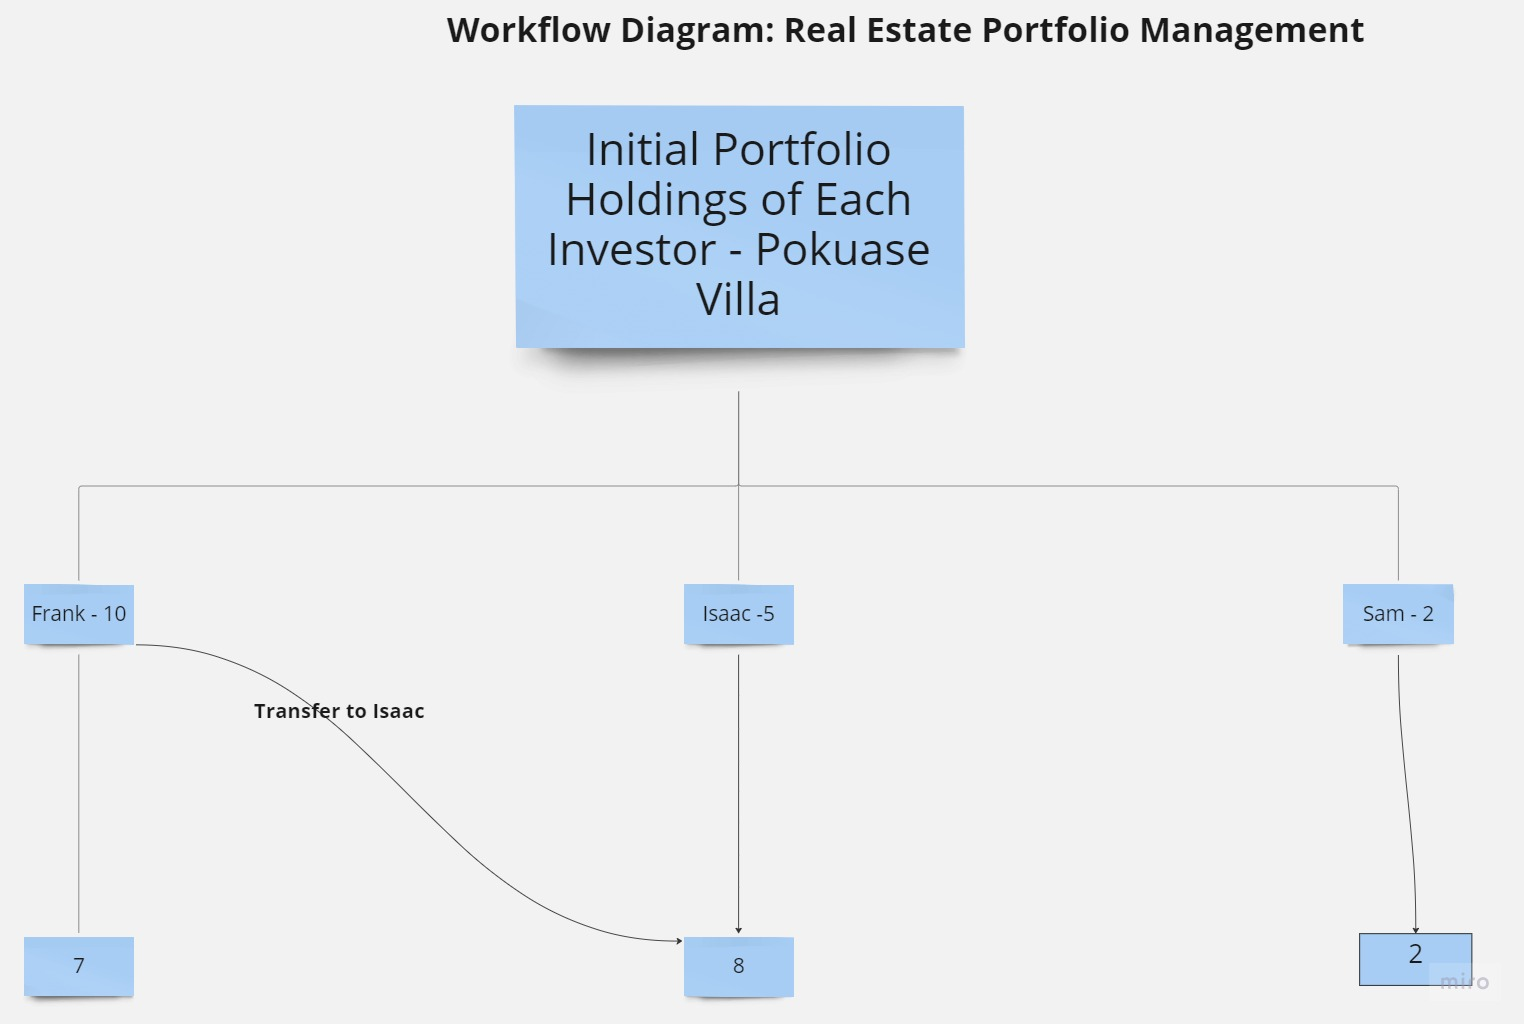 Workflow Diagram: Real Estate Portfolio Management
Initial Portfolio
Holdings of Each
Investor - Pokuase
Villa
Frank - 10
Isaac -5
Sam - 2
Transfer to Isaac
7
8
2
miro